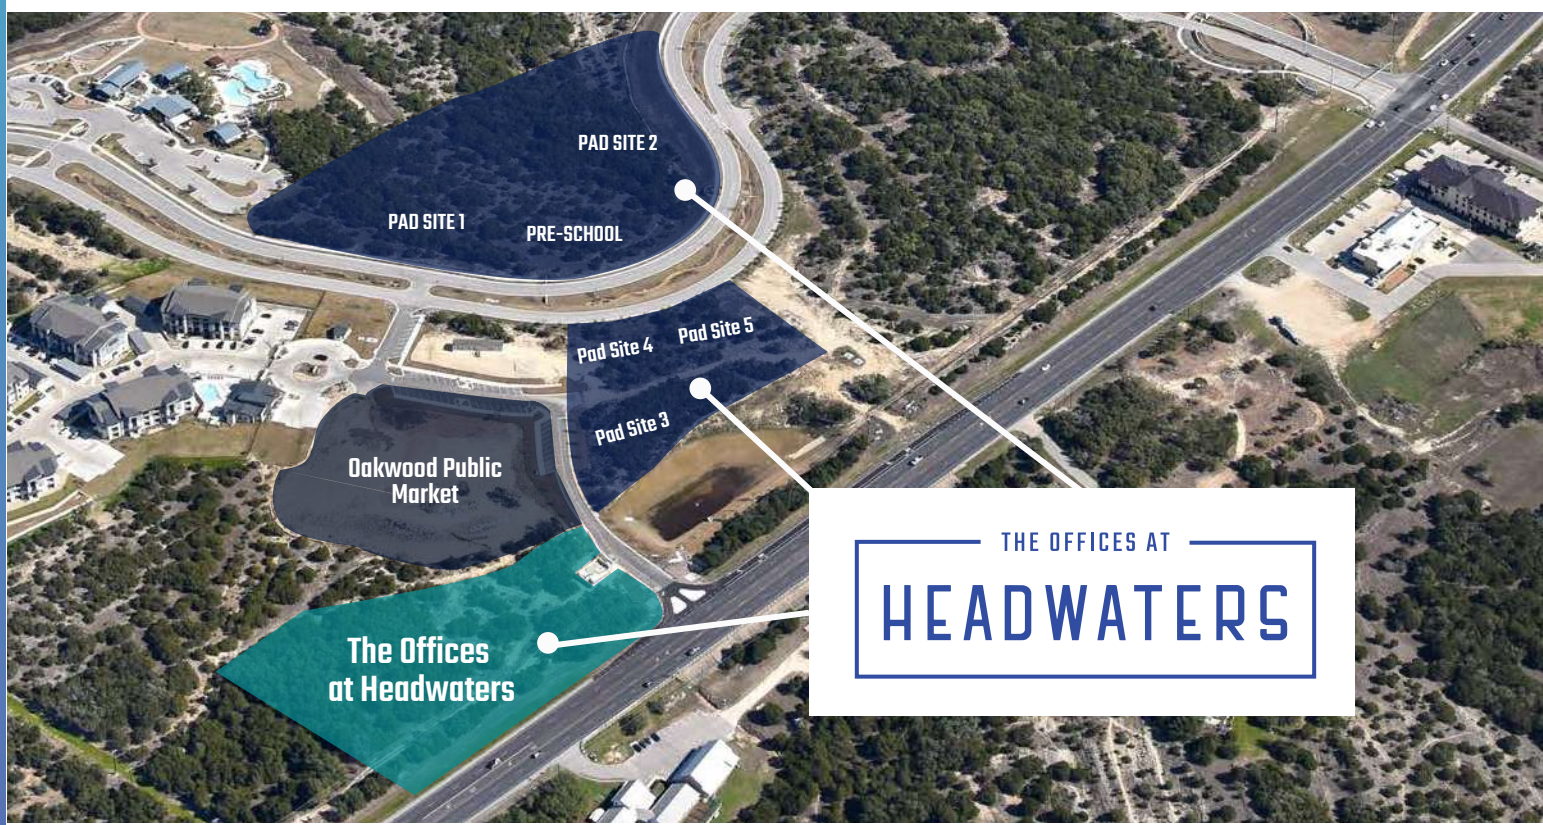 PAD SITE 2
PAD SITE 1
PRE-SCHOOL
Pad Site 5
Pad Site 4
Pad Site 3
Oakwood Public
Market
THE OFFICES AT
HEADWATERS
The Offices
at Headwaters